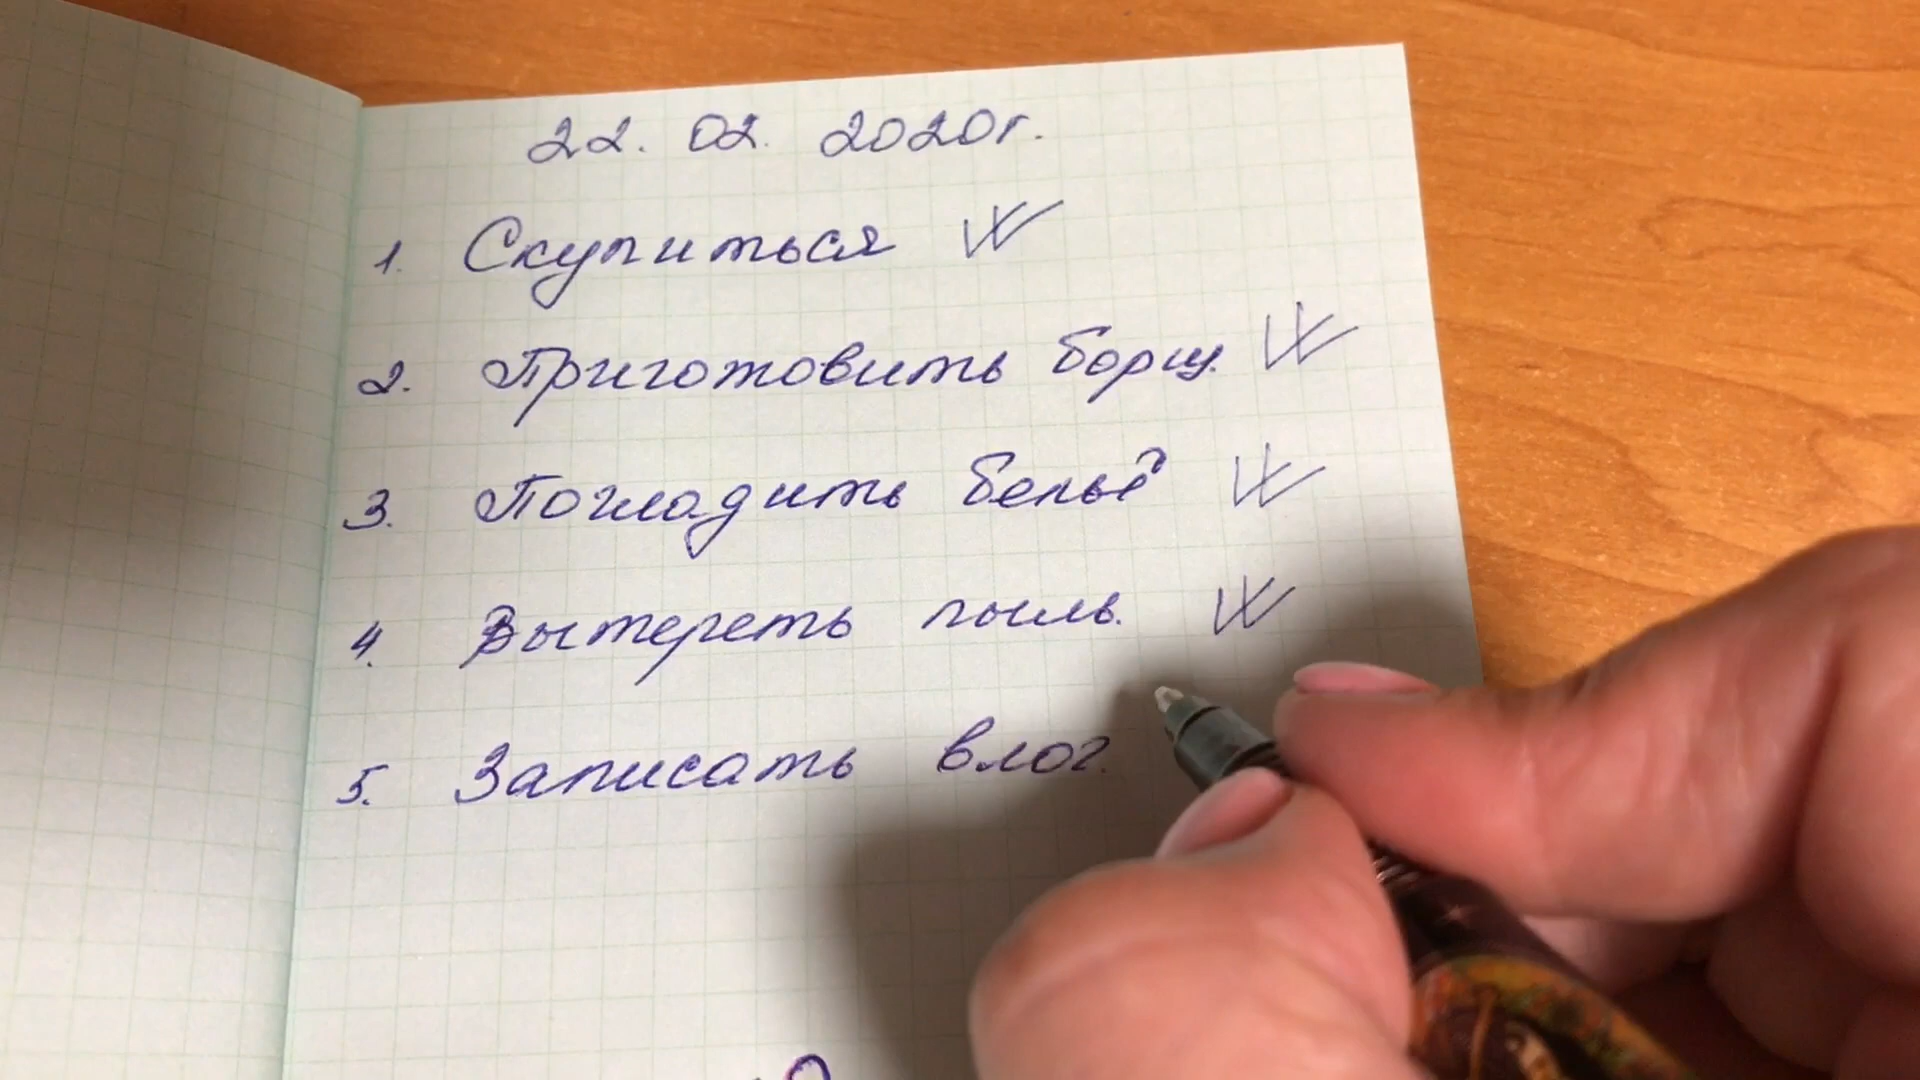 22. 02. 2020г.
1. Скупиться
2. Приготовить борщ.
3. Погладить бельё
4. Вытереть пыль.
5. Записать влог.